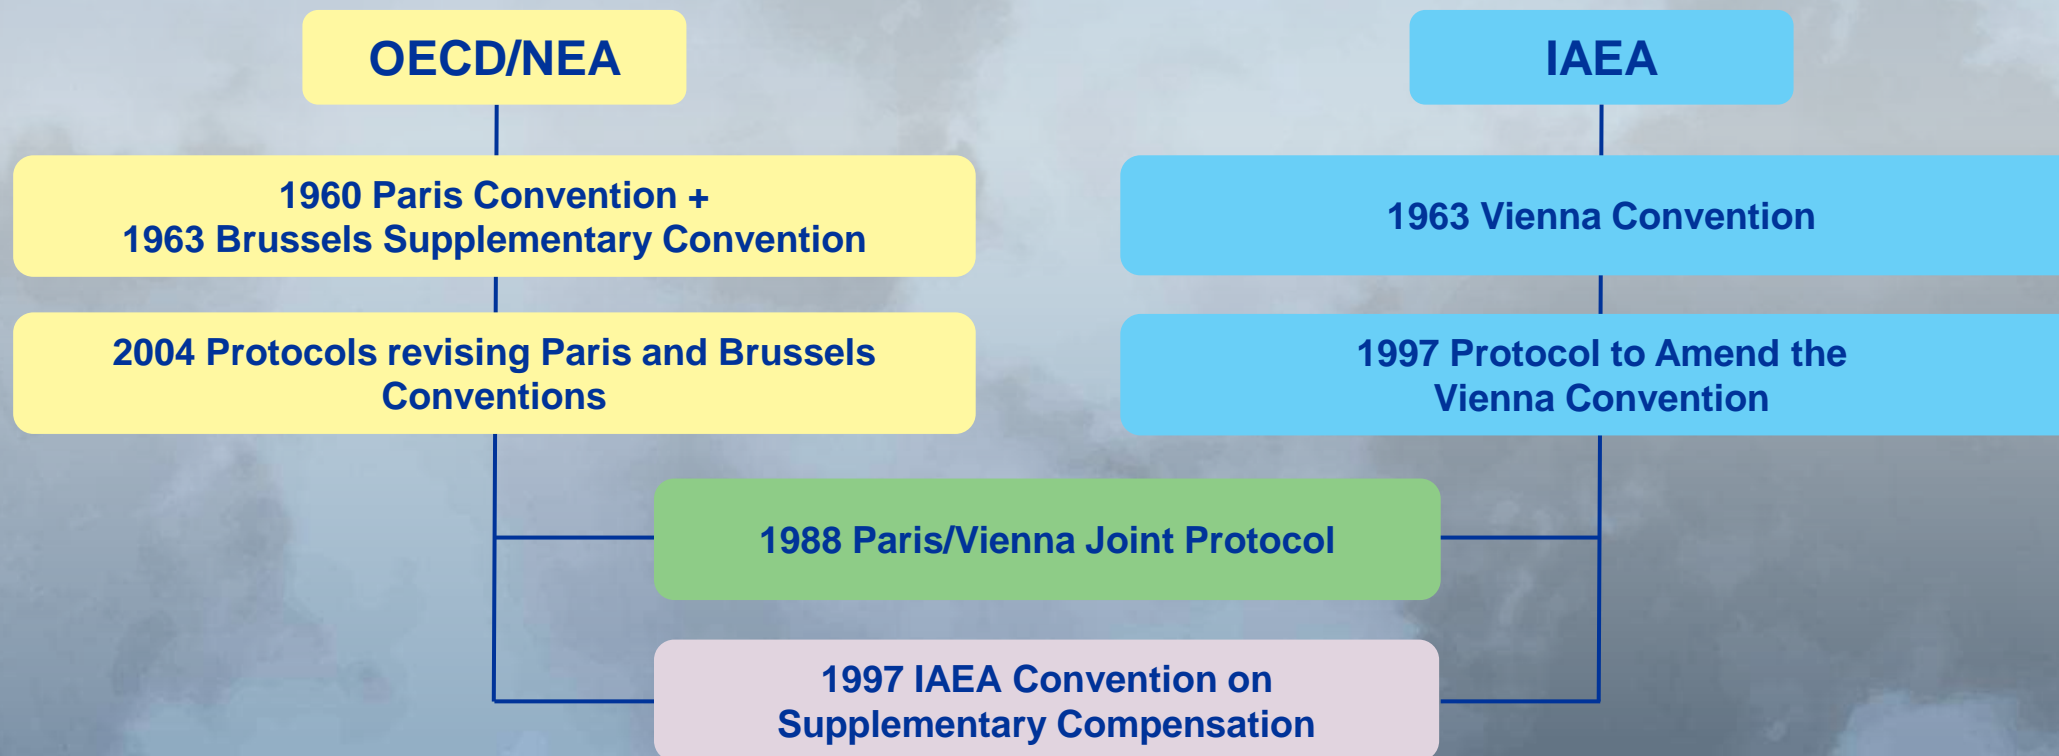 OECD/NEA
IAEA
1960 Paris Convention +
1963 Brussels Supplementary Convention
1963 Vienna Convention
2004 Protocols revising Paris and Brussels
Conventions
1997 Protocol to Amend the
Vienna Convention
1988 Paris/Vienna Joint Protocol
1997 IAEA Convention on
Supplementary Compensation